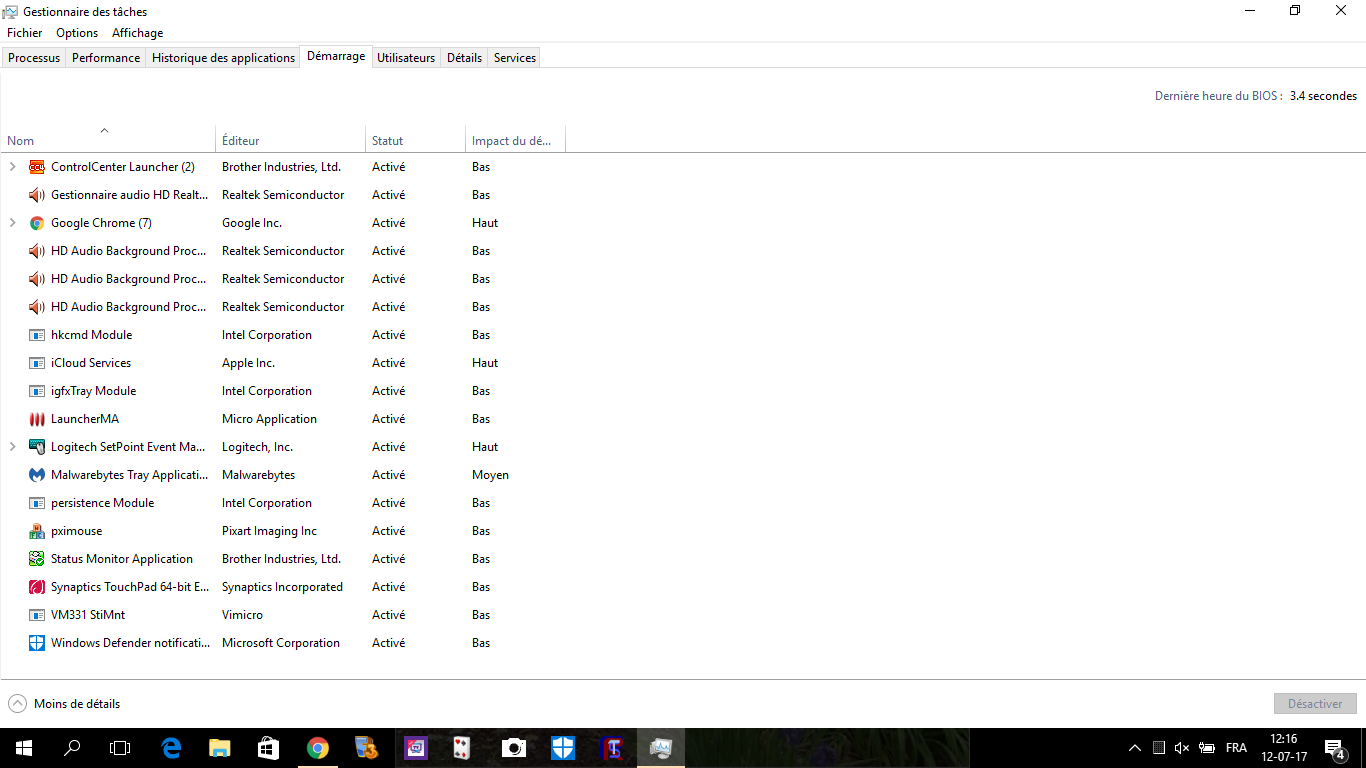 Gestionnaire des tâches
Fichier Options Affichage
Processus Performance Historique des applications Démarrage Utilisateurs Détails Services
Dernière heure du BIOS : 3.4 secondes
Nom Éditeur Statut Impact du dé...
ControlCenter Launcher (2) Brother Industries, Ltd. Activé Bas
Gestionnaire audio HD Realt... Realtek Semiconductor Activé Bas
Google Chrome (7) Google Inc. Activé Haut
HD Audio Background Proc... Realtek Semiconductor Activé Bas
HD Audio Background Proc... Realtek Semiconductor Activé Bas
HD Audio Background Proc... Realtek Semiconductor Activé Bas
hkcmd Module Intel Corporation Activé Bas
iCloud Services Apple Inc. Activé Haut
igfxTray Module Intel Corporation Activé Bas
LauncherMA Micro Application Activé Bas
Logitech SetPoint Event Ma... Logitech, Inc. Activé Haut
Malwarebytes Tray Applicati... Malwarebytes Activé Moyen
persistence Module Intel Corporation Activé Bas
pximouse Pixart Imaging Inc Activé Bas
Status Monitor Application Brother Industries, Ltd. Activé Bas
Synaptics TouchPad 64-bit E... Synaptics Incorporated Activé Bas
VM331 StiMnt Vimicro Activé Bas
Windows Defender notificati... Microsoft Corporation Activé Bas
Moins de détails Désactiver
FRA 12:16
12-07-17 4